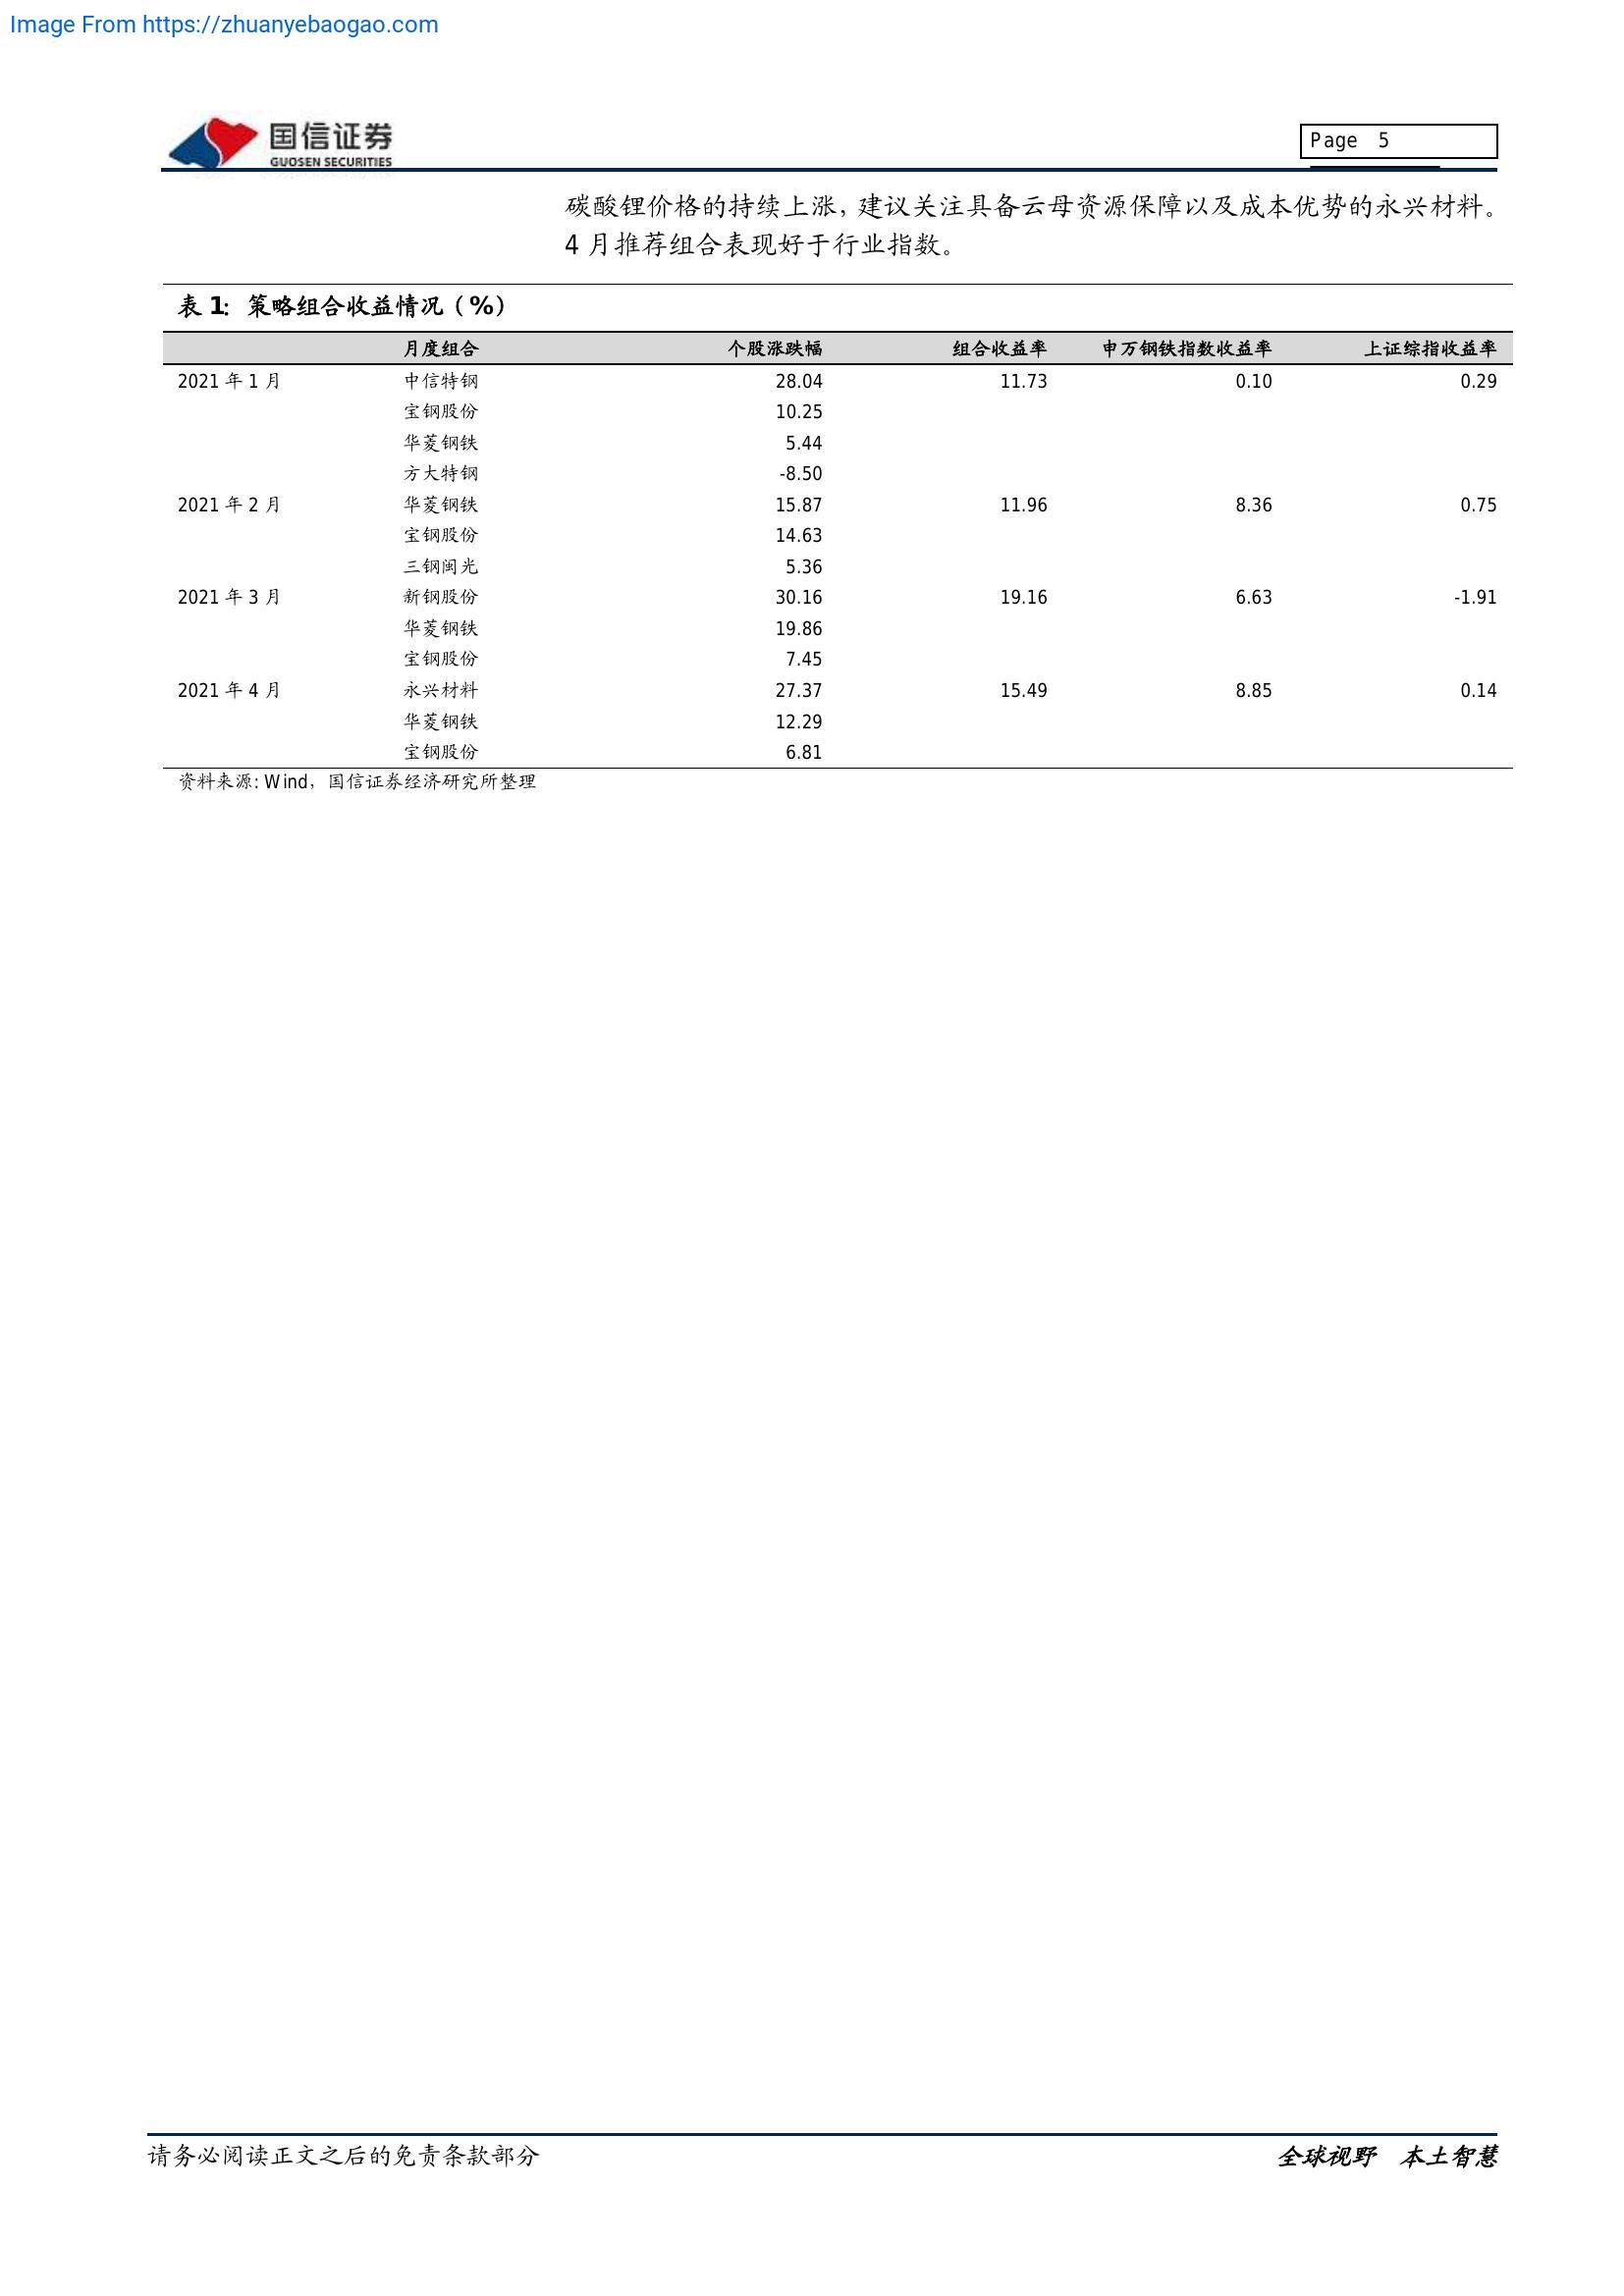 Image From https://zhuanyebaogao.com
国信证券
GUOSEN SECURITIES
Page 5
碳酸锂价格的持续上涨，建议关注具备云母资源保障以及成本优势的永兴材料。
4 月推荐组合表现好于行业指数。
表 1：策略组合收益情况（%）
月度组合 个股涨跌幅 组合收益率 申万钢铁指数收益率 上证综指收益率
2021 年 1 月 中信特钢 28.04 11.73 0.10 0.29
宝钢股份 10.25
华菱钢铁 5.44
方大特钢 -8.50
2021 年 2 月 华菱钢铁 15.87 11.96 8.36 0.75
宝钢股份 14.63
三钢闽光 5.36
2021 年 3 月 新钢股份 30.16 19.16 6.63 -1.91
华菱钢铁 19.86
宝钢股份 7.45
2021 年 4 月 永兴材料 27.37 15.49 8.85 0.14
华菱钢铁 12.29
宝钢股份 6.81
资料来源：Wind，国信证券经济研究所整理
请务必阅读正文之后的免责条款部分 全球视野 本土智慧